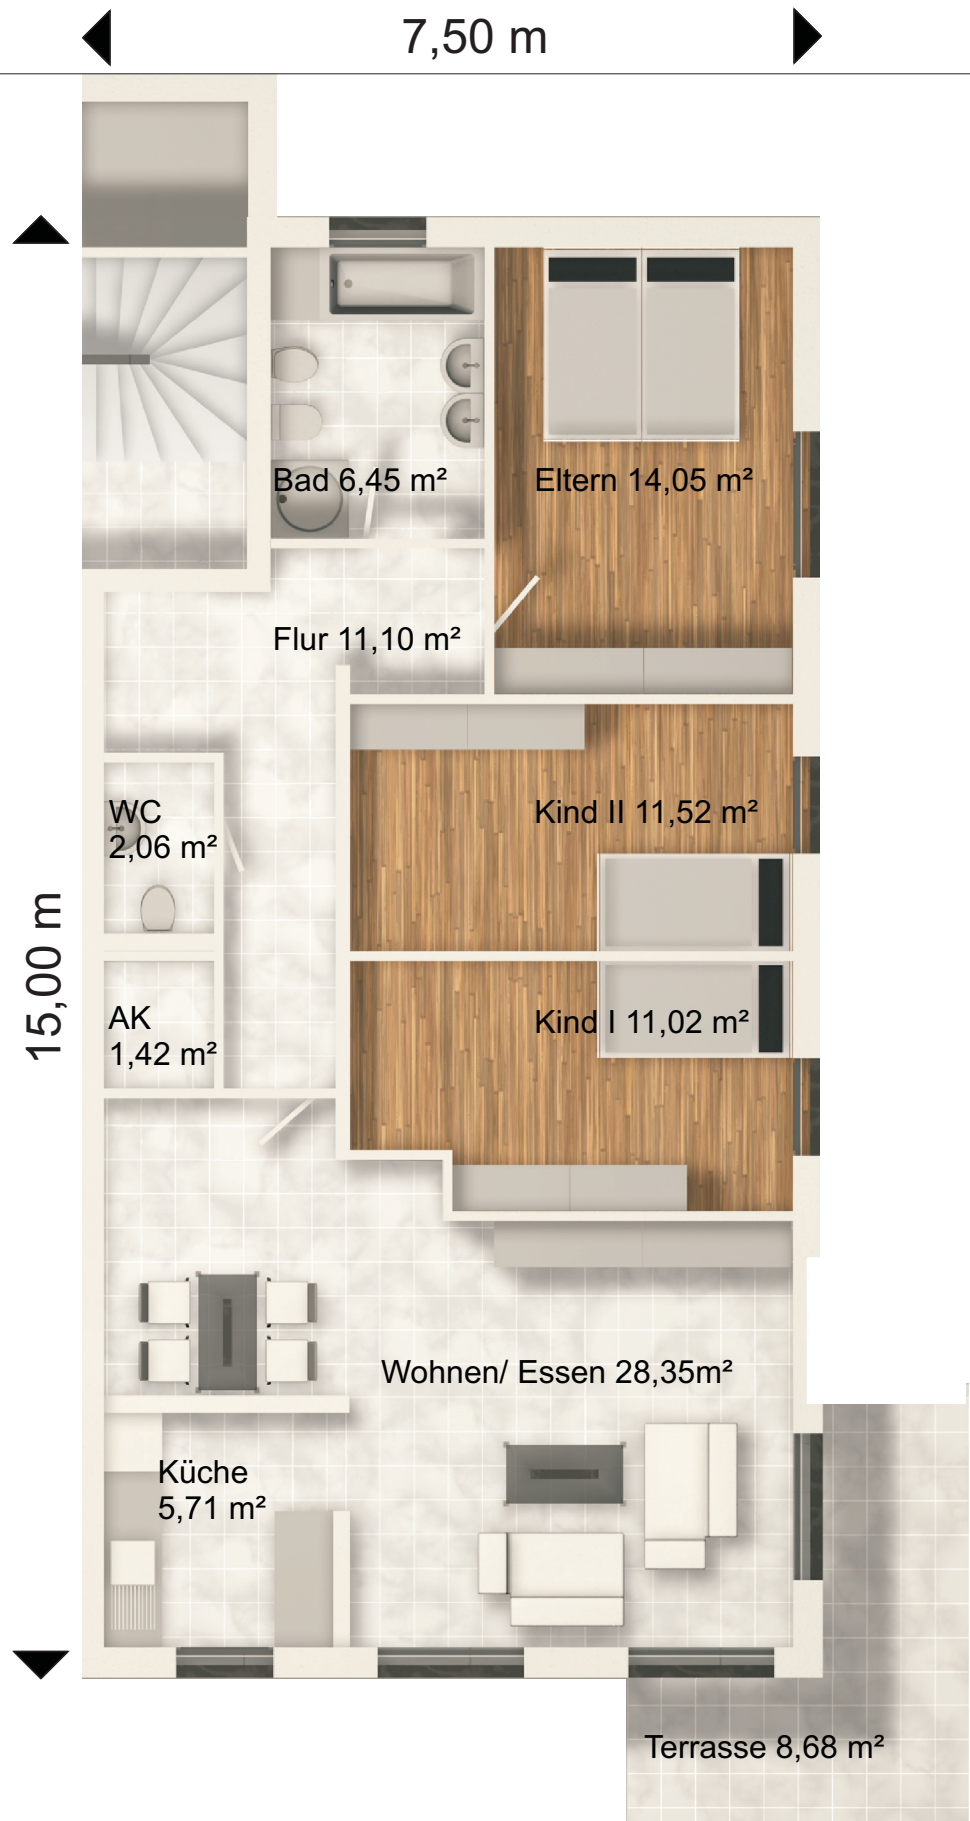 7,50 m
Bad 6,45 m²
Eltern 14,05 m²
Flur 11,10 m²
WC
2,06 m²
Kind II 11,52 m²
15,00 m
AK
1,42 m²
Kind I 11,02 m²
Wohnen/ Essen 28,35m²
Küche
5,71 m²
Terrasse 8,68 m²